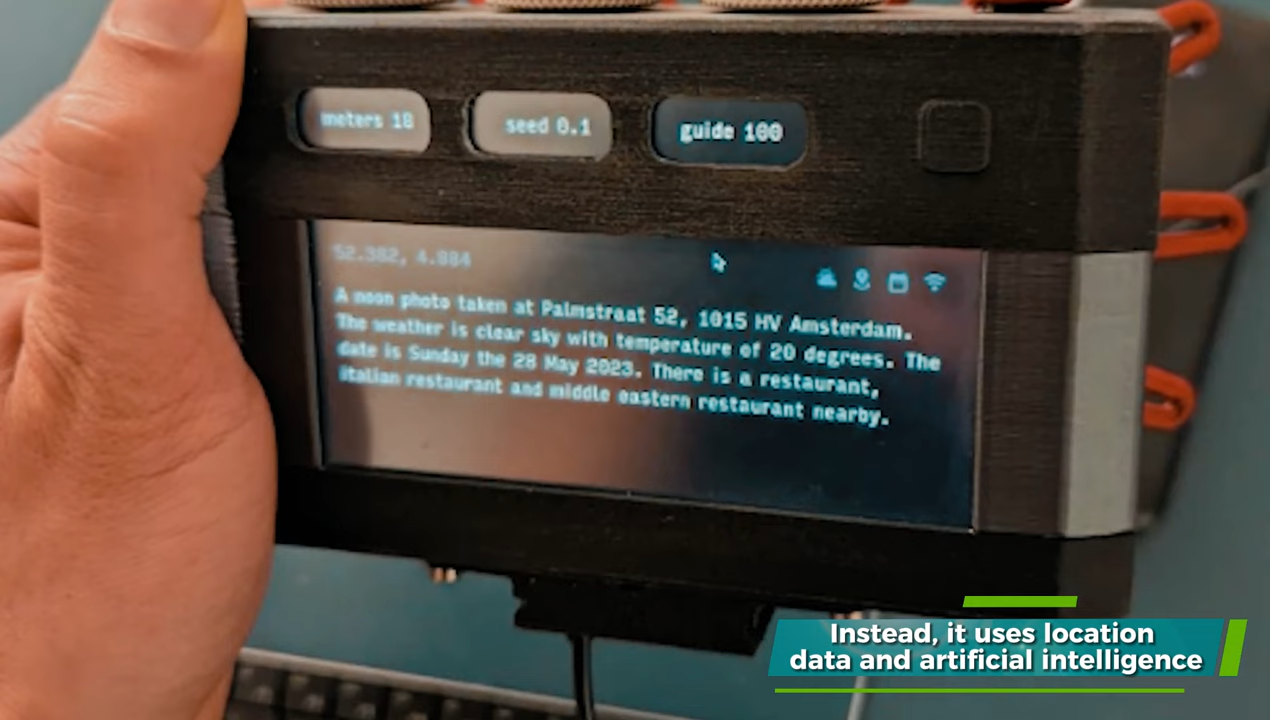 meters 18
seed 0.1
guide 100
52.382, 4.884
A noon photo taken at Palmstraat 52, 1015 HV Amsterdam.
The weather is clear sky with temperature of 20 degrees. The
date is Sunday the 28 May 2023. There is a restaurant,
italian restaurant and middle eastern restaurant nearby.
Instead, it uses location
data and artificial intelligence